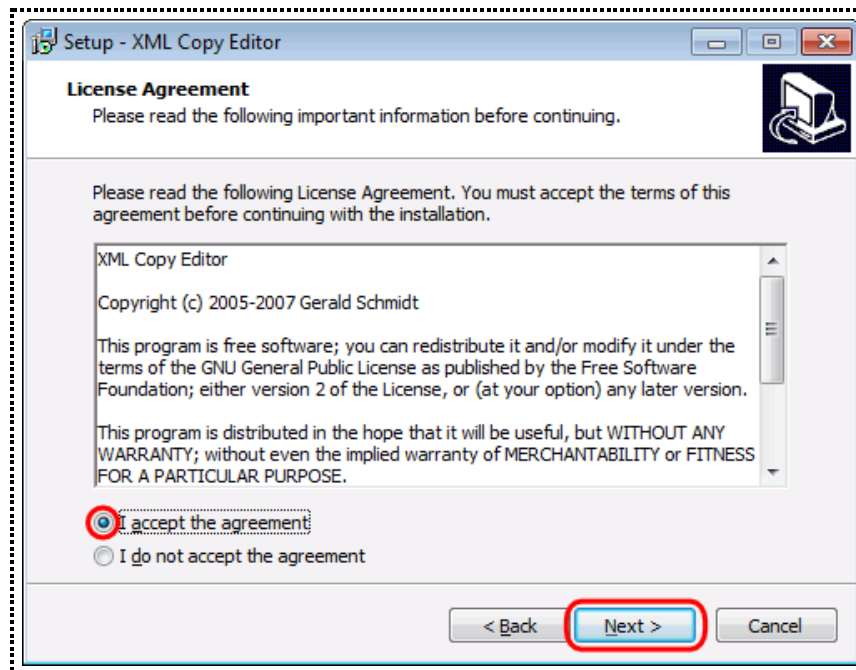 Setup - XML Copy Editor
License Agreement
Please read the following important information before continuing.
Please read the following License Agreement. You must accept the terms of this
agreement before continuing with the installation.
XML Copy Editor
Copyright (c) 2005-2007 Gerald Schmidt
This program is free software; you can redistribute it and/or modify it under the
terms of the GNU General Public License as published by the Free Software
Foundation; either version 2 of the License, or (at your option) any later version.
This program is distributed in the hope that it will be useful, but WITHOUT ANY
WARRANTY; without even the implied warranty of MERCHANTABILITY or FITNESS
FOR A PARTICULAR PURPOSE.
I accept the agreement
I do not accept the agreement
< Back Next > Cancel